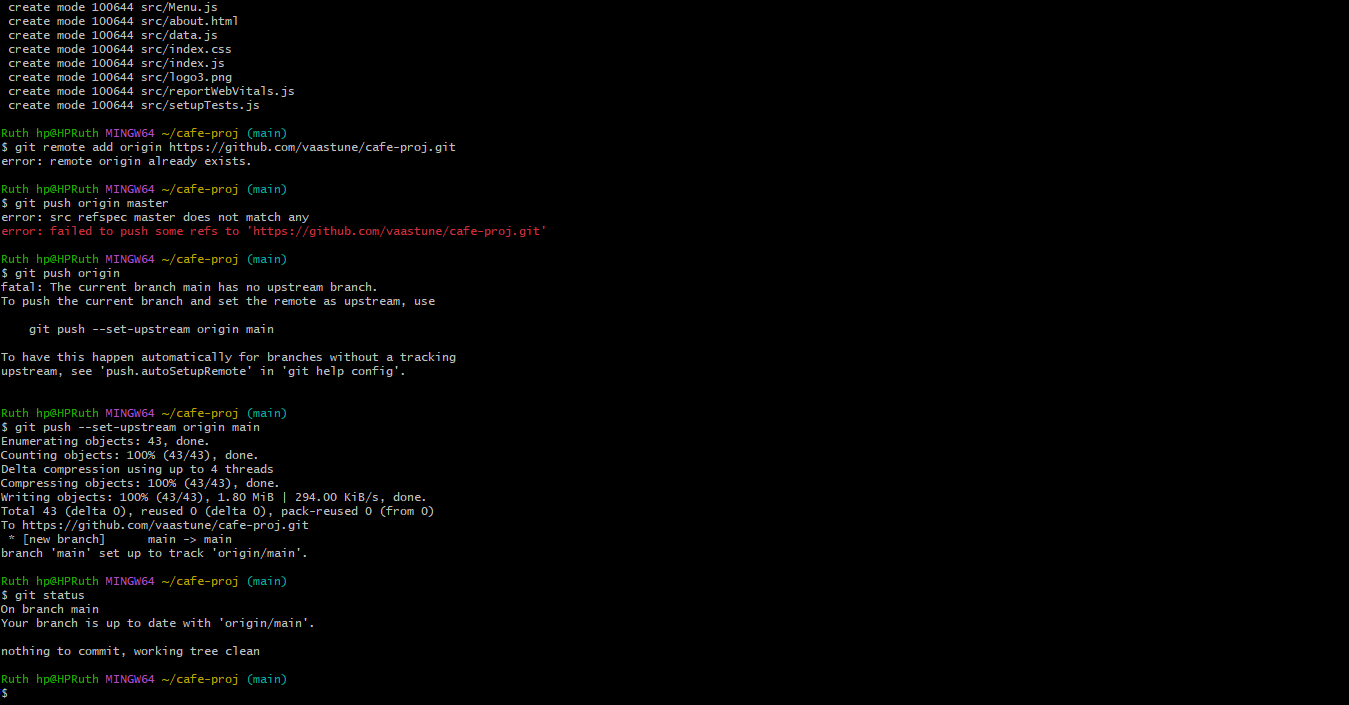 create mode 100644 src/Menu.js
create mode 100644 src/about.html
create mode 100644 src/data.js
create mode 100644 src/index.css
create mode 100644 src/index.js
create mode 100644 src/logo3.png
create mode 100644 src/reportWebVitals.js
create mode 100644 src/setupTests.js
Ruth hp@HPRuth MINGW64 ~/cafe-proj (main)
$ git remote add origin https://github.com/vaastune/cafe-proj.git
error: remote origin already exists.
Ruth hp@HPRuth MINGW64 ~/cafe-proj (main)
$ git push origin master
error: src refspec master does not match any
error: failed to push some refs to 'https://github.com/vaastune/cafe-proj.git'
Ruth hp@HPRuth MINGW64 ~/cafe-proj (main)
$ git push origin
fatal: The current branch main has no upstream branch.
To push the current branch and set the remote as upstream, use
git push --set-upstream origin main
To have this happen automatically for branches without a tracking
upstream, see 'push.autoSetupRemote' in 'git help config'.
Ruth hp@HPRuth MINGW64 ~/cafe-proj (main)
$ git push --set-upstream origin main
Enumerating objects: 43, done.
Counting objects: 100% (43/43), done.
Delta compression using up to 4 threads
Compressing objects: 100% (43/43), done.
Writing objects: 100% (43/43), 1.80 MiB | 294.00 KiB/s, done.
Total 43 (delta 0), reused 0 (delta 0), pack-reused 0 (from 0)
To https://github.com/vaastune/cafe-proj.git
* [new branch]      main -> main
branch 'main' set up to track 'origin/main'.
Ruth hp@HPRuth MINGW64 ~/cafe-proj (main)
$ git status
On branch main
Your branch is up to date with 'origin/main'.
nothing to commit, working tree clean
Ruth hp@HPRuth MINGW64 ~/cafe-proj (main)
$